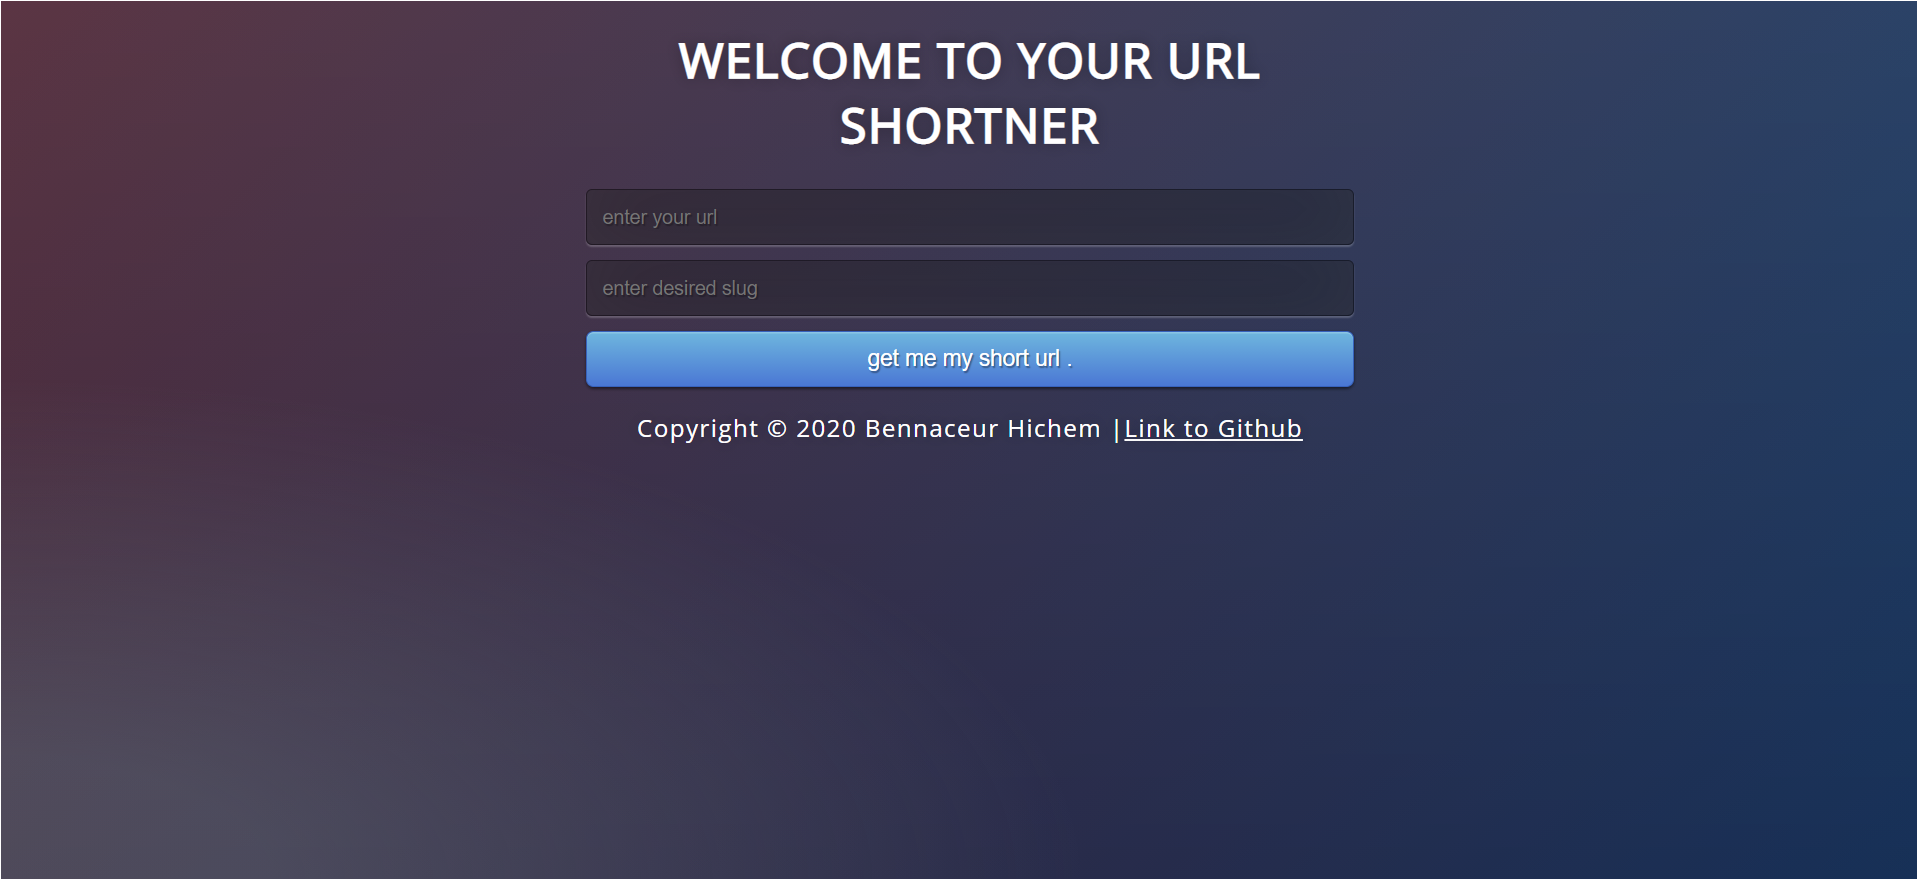 WELCOME TO YOUR URL
SHORTNER
enter your url
enter desired slug
get me my short url .
Copyright © 2020 Bennaceur Hichem |Link to Github